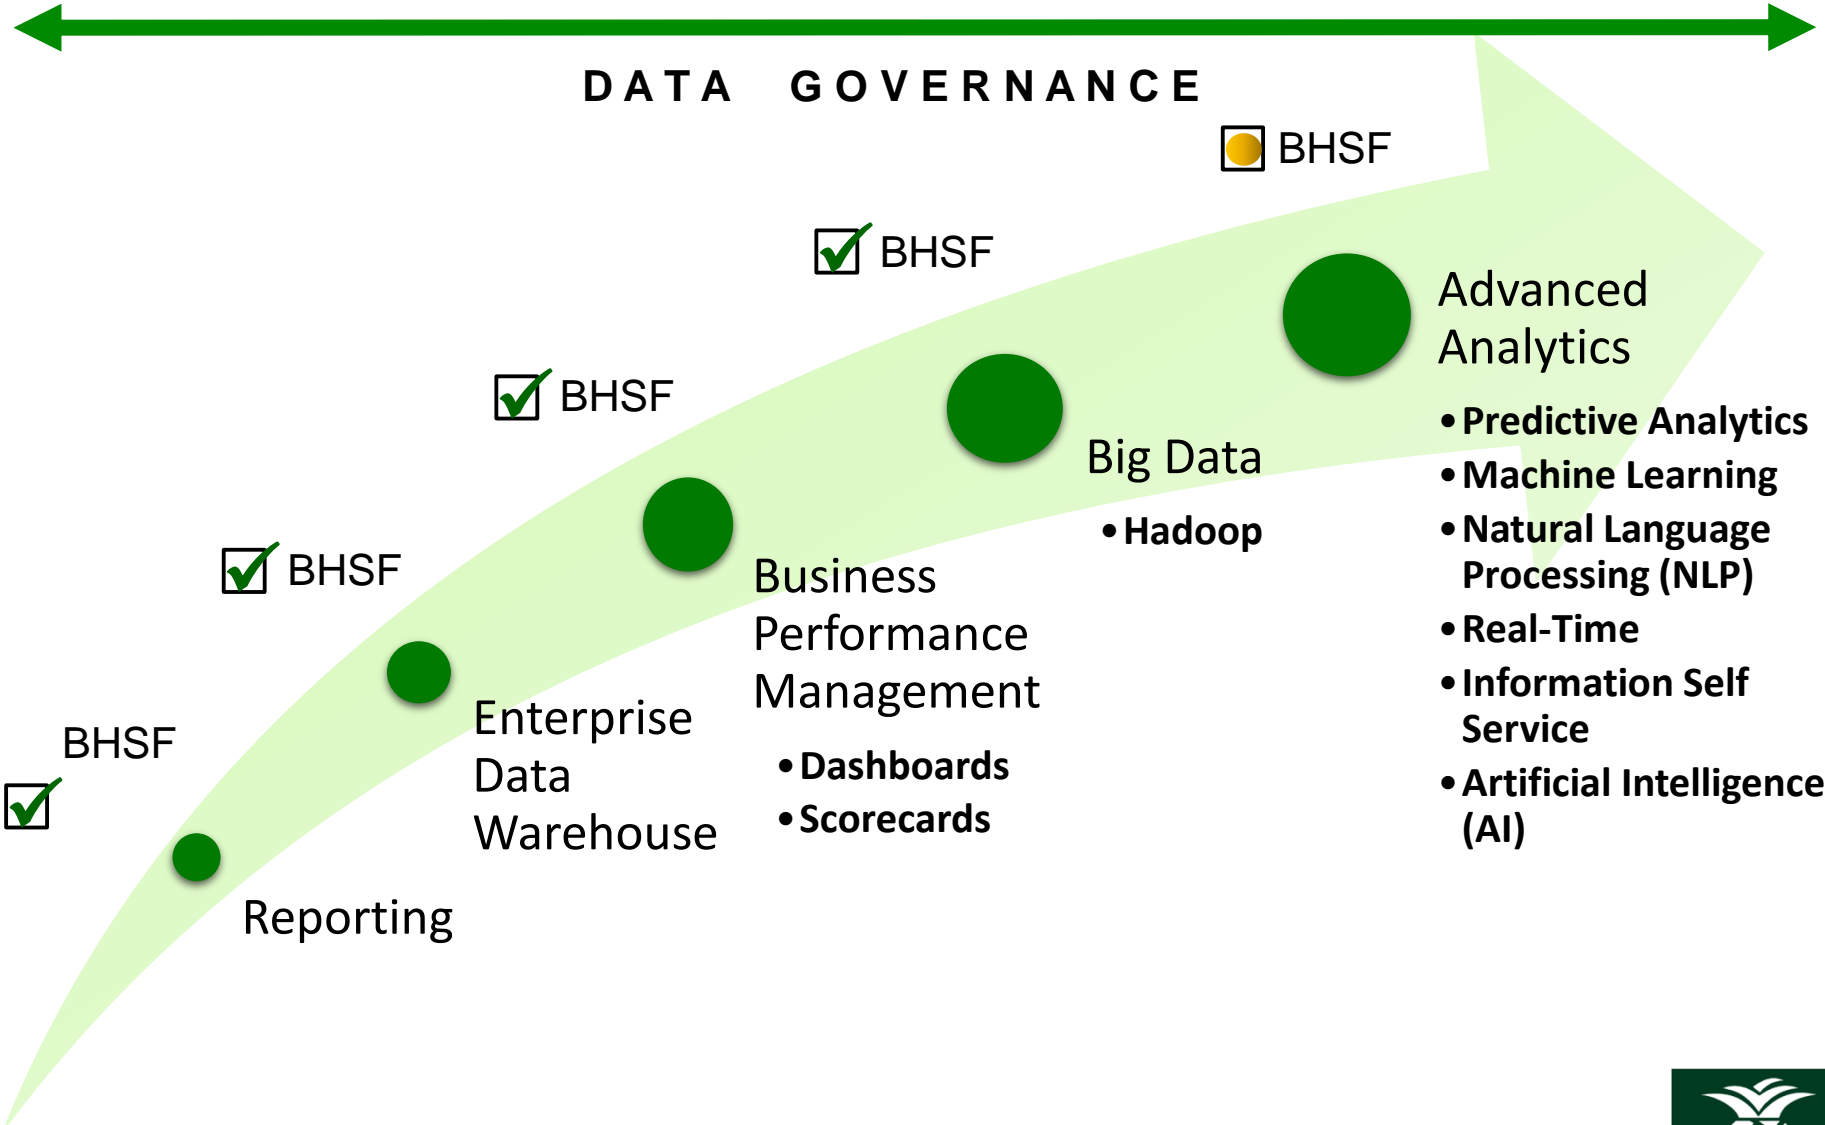 DATA GOVERNANCE
BHSF
BHSF
BHSF
BHSF
BHSF
Reporting
Enterprise
Data
Warehouse
Business
Performance
Management
•Dashboards
•Scorecards
Big Data
•Hadoop
Advanced
Analytics
•Predictive Analytics
•Machine Learning
•Natural Language
Processing (NLP)
•Real-Time
•Information Self
Service
•Artificial Intelligence
(AI)